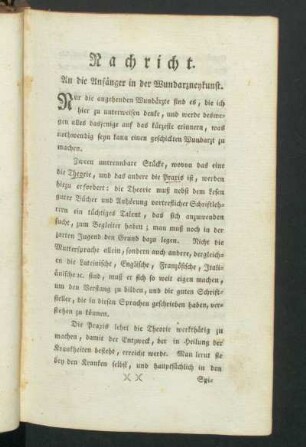 Nachricht.
An die Anfänger in der Wundarzneykunst.
Nur die angehenden Wundärzte sind es, die ich
hier zu unterweisen denke, und werde deswe-
gen alles dasjenige auf das kürzeste erinnern, was
nothwendig seyn kann einen geschickten Wundarzt zu
machen.
Zween untrennbare Stücke, wovon das eine
die Theorie, und das andere die Praxis ist, werden
hiezu erfordert: die Theorie muß nebst dem lesen
guter Bücher und Anhörung vortreflicher Schriftstel-
ler ein tüchtiges Talent, das sich anzuwenden
sucht, zum Begleiter haben; man muß noch in der
zarten Jugend den Grund dazu legen. Nicht die
Muttersprache allein, sondern auch andere, dergleichen
die Lateinische, Englische, Französische, Itali-
änische ec. sind, muß er sich so weit eigen machen,
um den Verstand zu bilden, und die guten Schrift-
steller, die in diesen Sprachen geschrieben haben, ver-
stehen zu können.
Die Praxis lehrt die Theorie werkthätig zu
machen, damit der Entzweck, der in Heilung der
Krankheiten besteht, erreicht werde. Man lernt sie
bey den Kranken selbst, und hauptsächlich in den